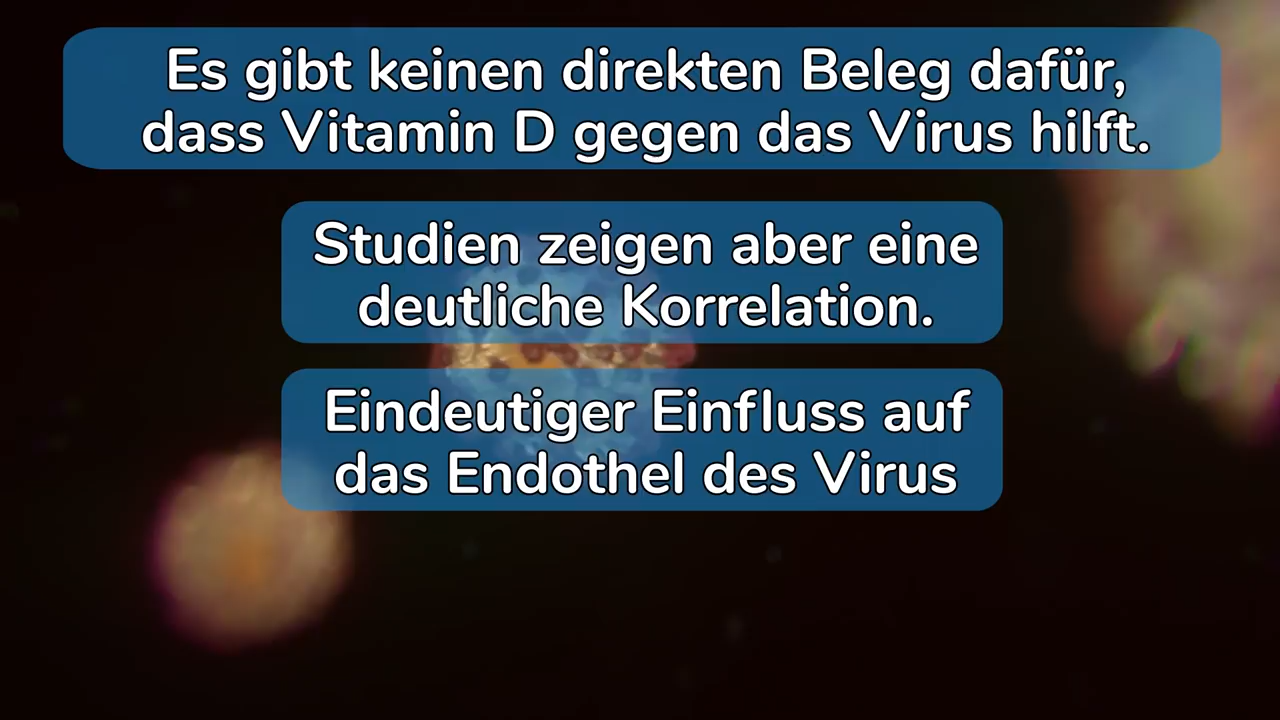 Es gibt keinen direkten Beleg dafür,
dass Vitamin D gegen das Virus hilft.
Studien zeigen aber eine
deutliche Korrelation.
Eindeutiger Einfluss auf
das Endothel des Virus